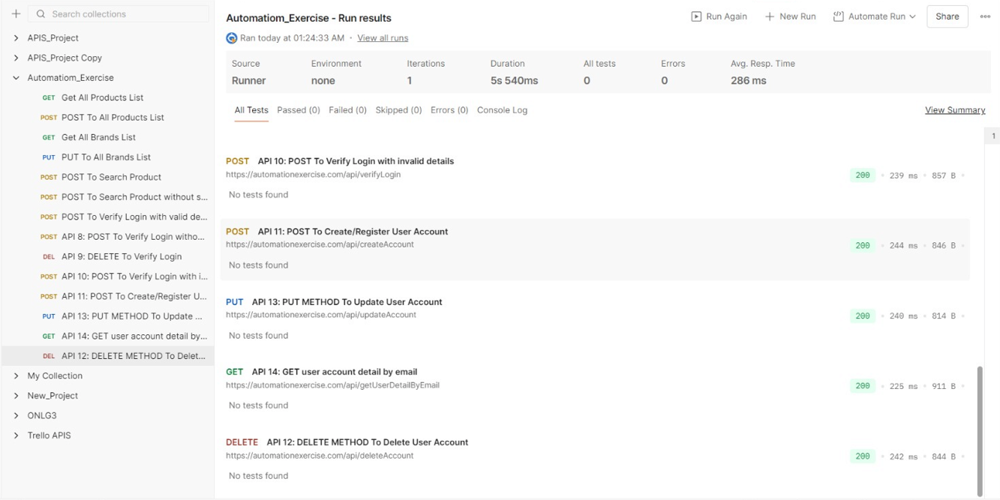 Search collections
APIS_Project
APIS_Project Copy
Automatiom_Exercise
GET Get All Products List
POST POST To All Products List
GET Get All Brands List
PUT PUT To All Brands List
POST POST To Search Product
POST POST To Search Product without s...
POST POST To Verify Login with valid de...
POST API 8: POST To Verify Login witho...
DEL API 9: DELETE To Verify Login
POST API 10: POST To Verify Login with i...
POST API 11: POST To Create/Register U...
PUT API 13: PUT METHOD To Update ...
GET API 14: GET user account detail by...
DEL API 12: DELETE METHOD To Delet...
My Collection
New_Project
ONLG3
Trello APIS
Automatiom_Exercise - Run results
Run Again New Run Automate Run Share
Ran today at 01:24:33 AM · View all runs
Source Environment Iterations Duration All tests Errors Avg. Resp. Time
Runner none 1 5s 540ms 0 0 286 ms
All Tests Passed (0) Failed (0) Skipped (0) Errors (0) Console Log View Summary
1
POST API 10: POST To Verify Login with invalid details
https://automationexercise.com/api/verifyLogin
200 • 239 ms • 857 B •
No tests found
POST API 11: POST To Create/Register User Account
https://automationexercise.com/api/createAccount
200 • 244 ms • 846 B •
No tests found
PUT API 13: PUT METHOD To Update User Account
https://automationexercise.com/api/updateAccount
200 • 240 ms • 814 B •
No tests found
GET API 14: GET user account detail by email
https://automationexercise.com/api/getUserDetailByEmail
200 • 225 ms • 911 B •
No tests found
DELETE API 12: DELETE METHOD To Delete User Account
https://automationexercise.com/api/deleteAccount
200 • 242 ms • 844 B •
No tests found